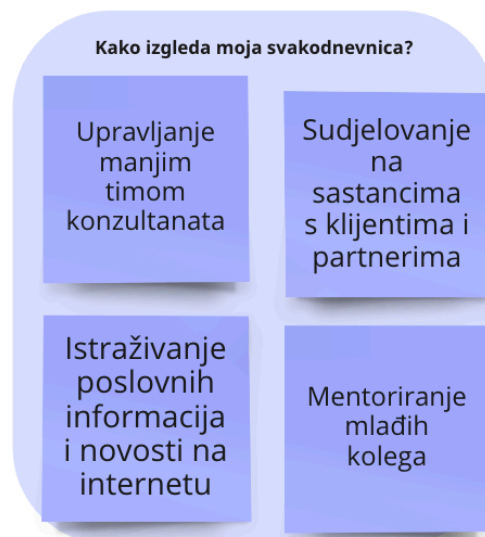 Kako izgleda moja svakodnevnica?
Upravljanje
manjim
timom
konzultanata
Sudjelovanje
na
sastancima
s klijentima i
partnerima
Istraživanje
poslovnih
informacija
i novosti na
internetu
Mentoriranje
mlađih
kolega